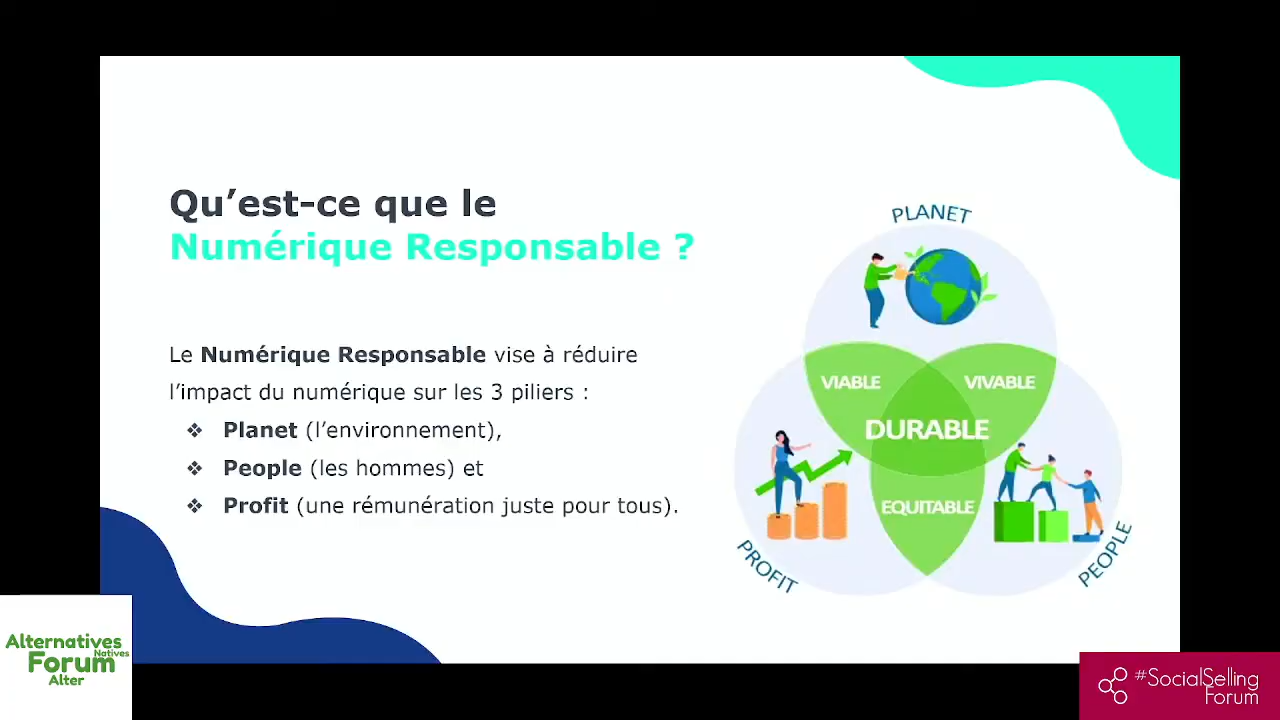 Qu’est-ce que le
Numérique Responsable ?
Le Numérique Responsable vise à réduire
l’impact du numérique sur les 3 piliers :
❖ Planet (l’environnement),
❖ People (les hommes) et
❖ Profit (une rémunération juste pour tous).
PLANET
VIABLE
VIVABLE
DURABLE
EQUITABLE
PROFIT
PEOPLE
Alternatives
Natives
Forum
Alter
#SocialSelling
Forum